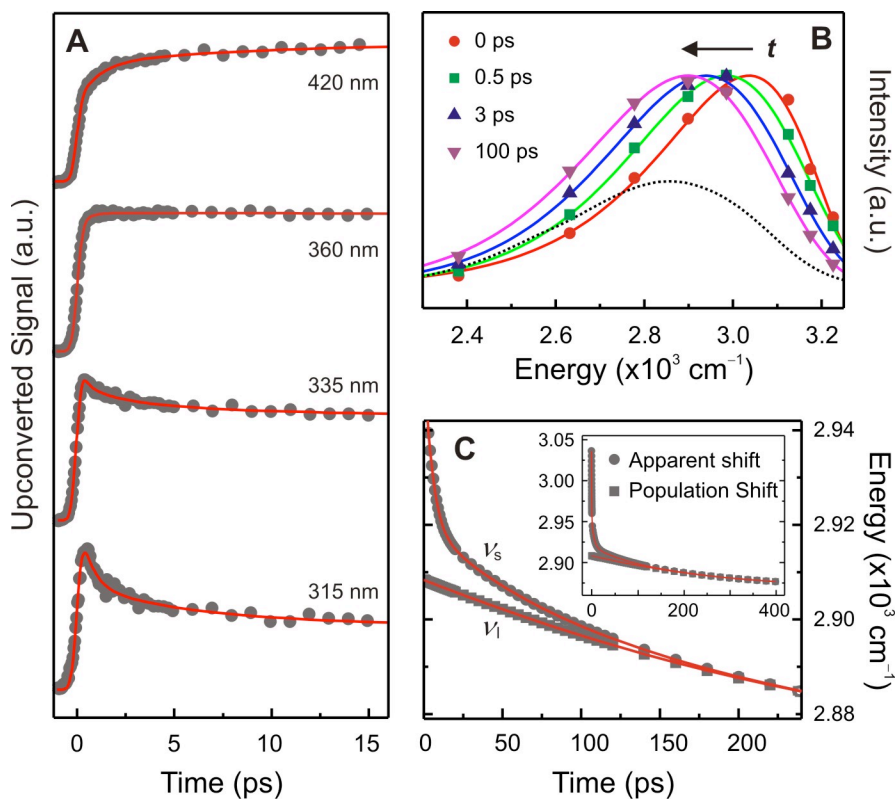 A
420 nm
360 nm
335 nm
315 nm
Upconverted Signal (a.u.)
0 5 10 15
Time (ps)
B
t
0 ps
0.5 ps
3 ps
100 ps
Intensity (a.u.)
2.4 2.6 2.8 3.0 3.2
Energy (x10³ cm⁻¹)
C
2.94
2.92
2.90
2.88
Energy (x10³ cm⁻¹)
νs
νl
3.05
3.00
2.95
2.90
Apparent shift
Population Shift
0 200 400
0 50 100 150 200
Time (ps)